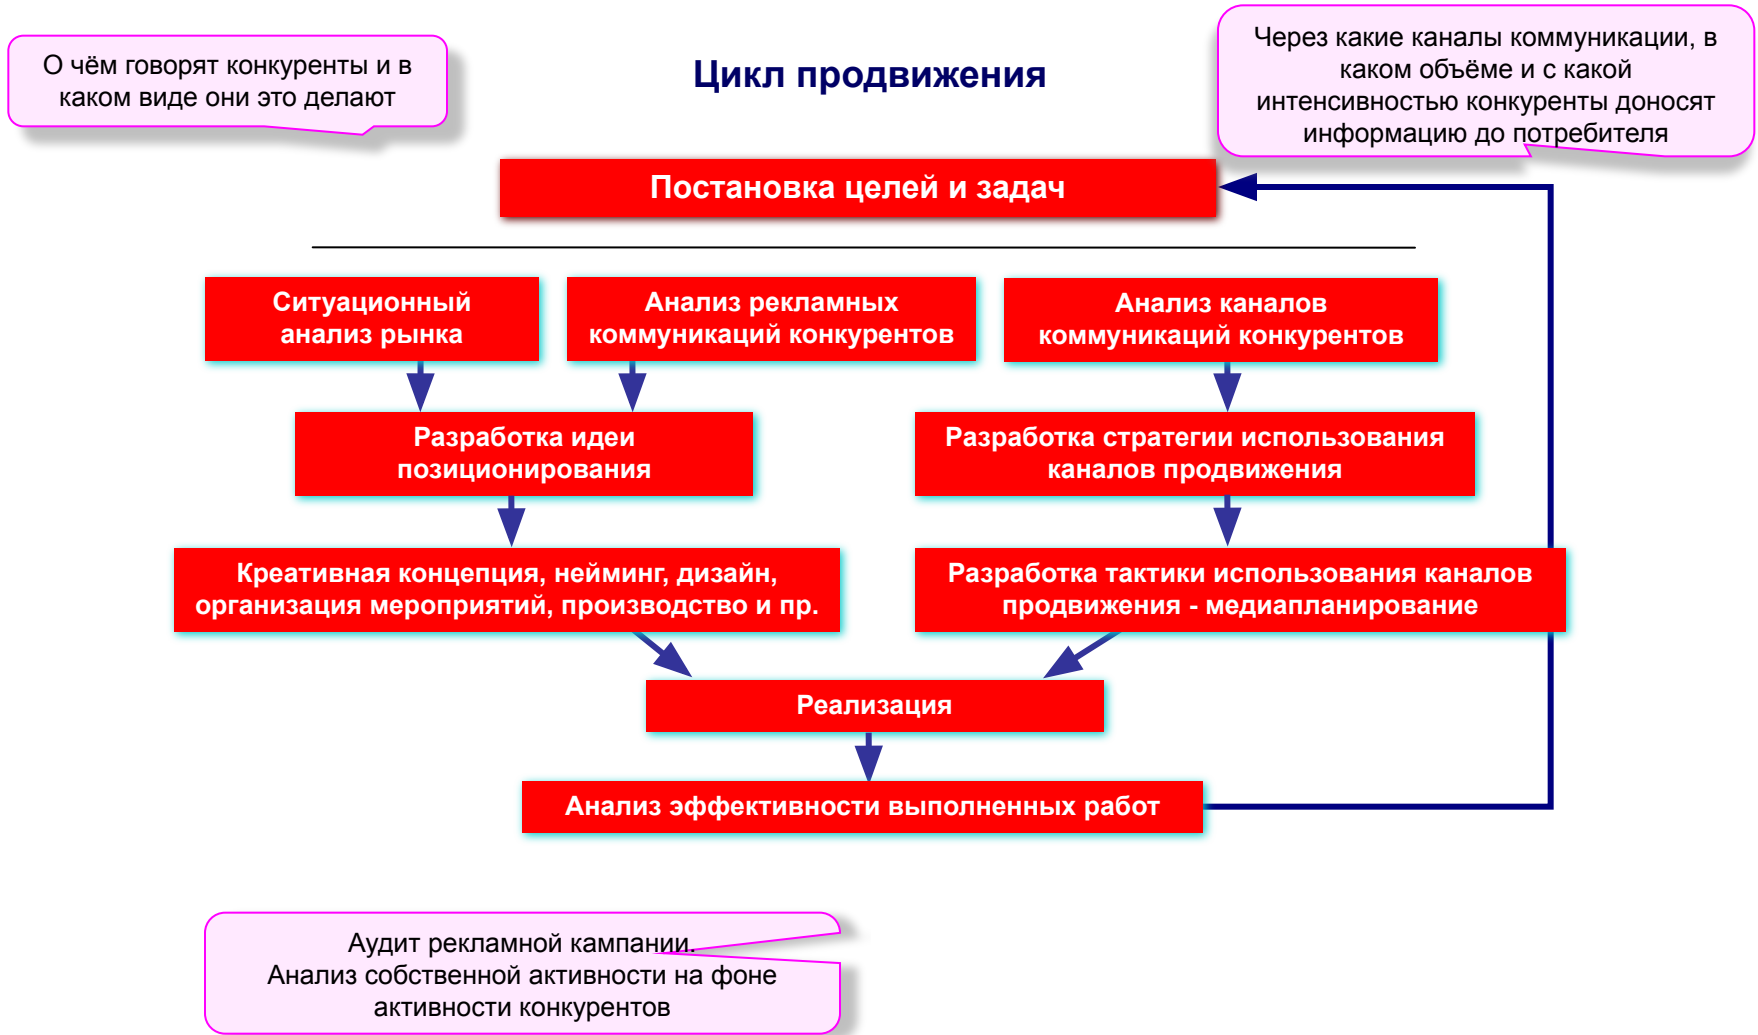 О чём говорят конкуренты и в
каком виде они это делают
Цикл продвижения
Через какие каналы коммуникации, в
каком объёме и с какой
интенсивностью конкуренты доносят
информацию до потребителя
Постановка целей и задач
Ситуационный
анализ рынка
Анализ рекламных
коммуникаций конкурентов
Анализ каналов
коммуникаций конкурентов
Разработка идеи
позиционирования
Разработка стратегии использования
каналов продвижения
Креативная концепция, нейминг, дизайн,
организация мероприятий, производство и пр.
Разработка тактики использования каналов
продвижения - медиапланирование
Реализация
Анализ эффективности выполненных работ
Аудит рекламной кампании.
Анализ собственной активности на фоне
активности конкурентов